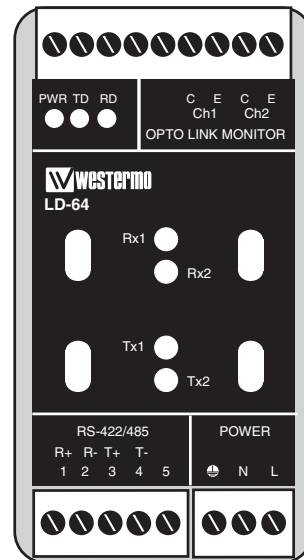 PWR TD RD
C E C E
Ch1 Ch2
OPTO LINK MONITOR
Westermo
LD-64
Rx1
Rx2
Tx1
Tx2
RS-422/485
R+ R- T+ T-
1 2 3 4 5
POWER
N L